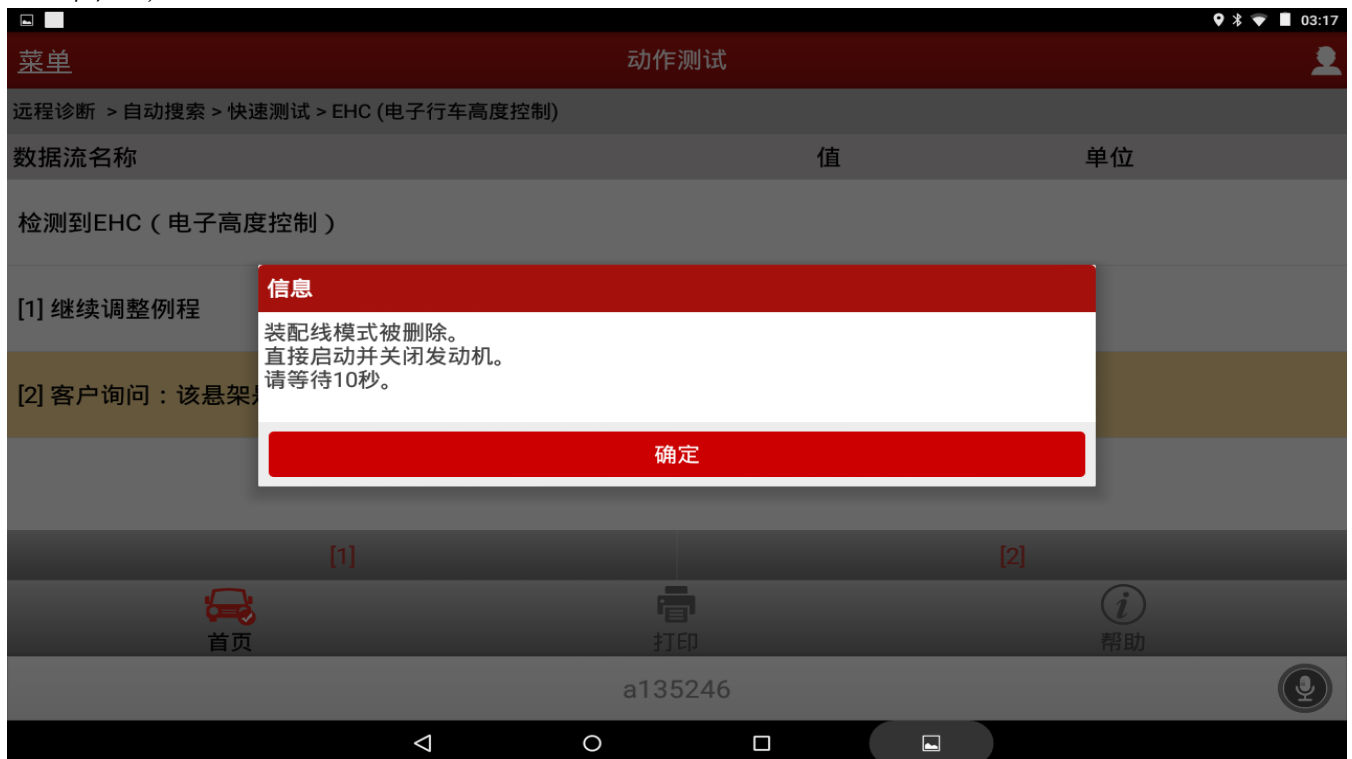 03:17
菜单
动作测试
远程诊断 > 自动搜索 > 快速测试 > EHC (电子行车高度控制)
数据流名称 值 单位
检测到EHC（电子高度控制）
信息
[1] 继续调整例程
装配线模式被删除。
直接启动并关闭发动机。
请等待10秒。
[2] 客户询问：该悬架
确定
[1] [2]
首页 打印 帮助
a135246